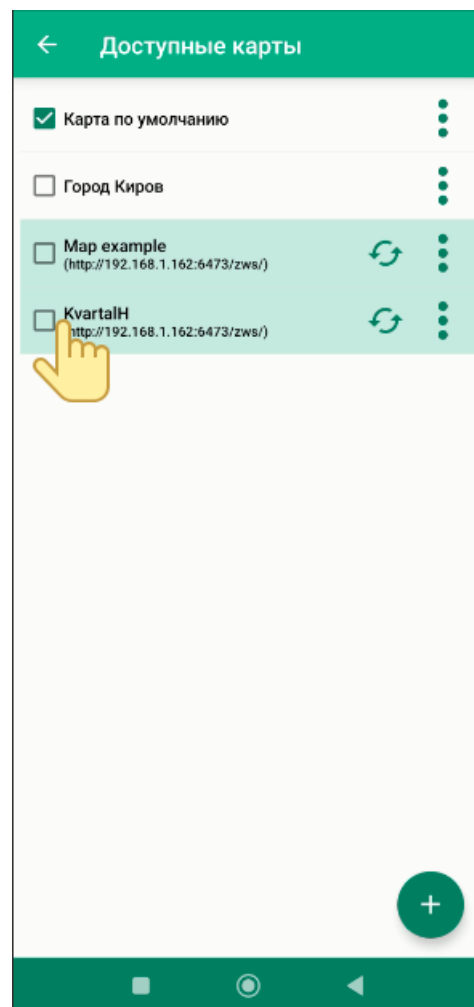 Доступные карты
Карта по умолчанию
Город Киров
Map example
(http://192.168.1.162:6473/zws/)
KvartalH
http://192.168.1.162:6473/zws/)